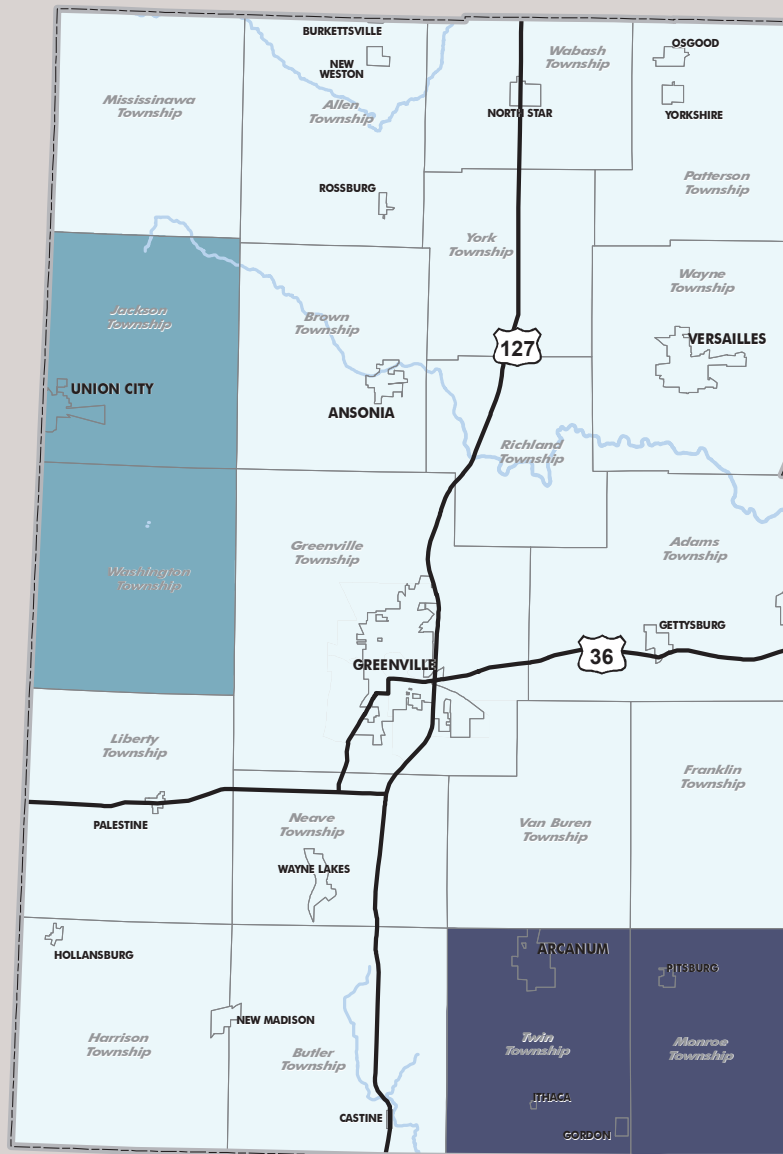 BURKETTSVILLE
NEW
WESTON
Wabash
Township
OSGOOD
Mississinawa
Township
Allen
Township
NORTH STAR
YORKSHIRE
Patterson
Township
ROSSBURG
York
Township
Wayne
Township
Jackson
Township
Brown
Township
127
VERSAILLES
UNION CITY
ANSONIA
Richland
Township
Greenville
Township
Adams
Township
Washington
Township
GETTYSBURG
36
GREENVILLE
Liberty
Township
Franklin
Township
PALESTINE
Neave
Township
Van Buren
Township
WAYNE LAKES
HOLLANSBURG
ARCANUM
PITSBURG
NEW MADISON
Harrison
Township
Butler
Township
Twin
Township
Monroe
Township
ITHACA
CASTINE
GORDON